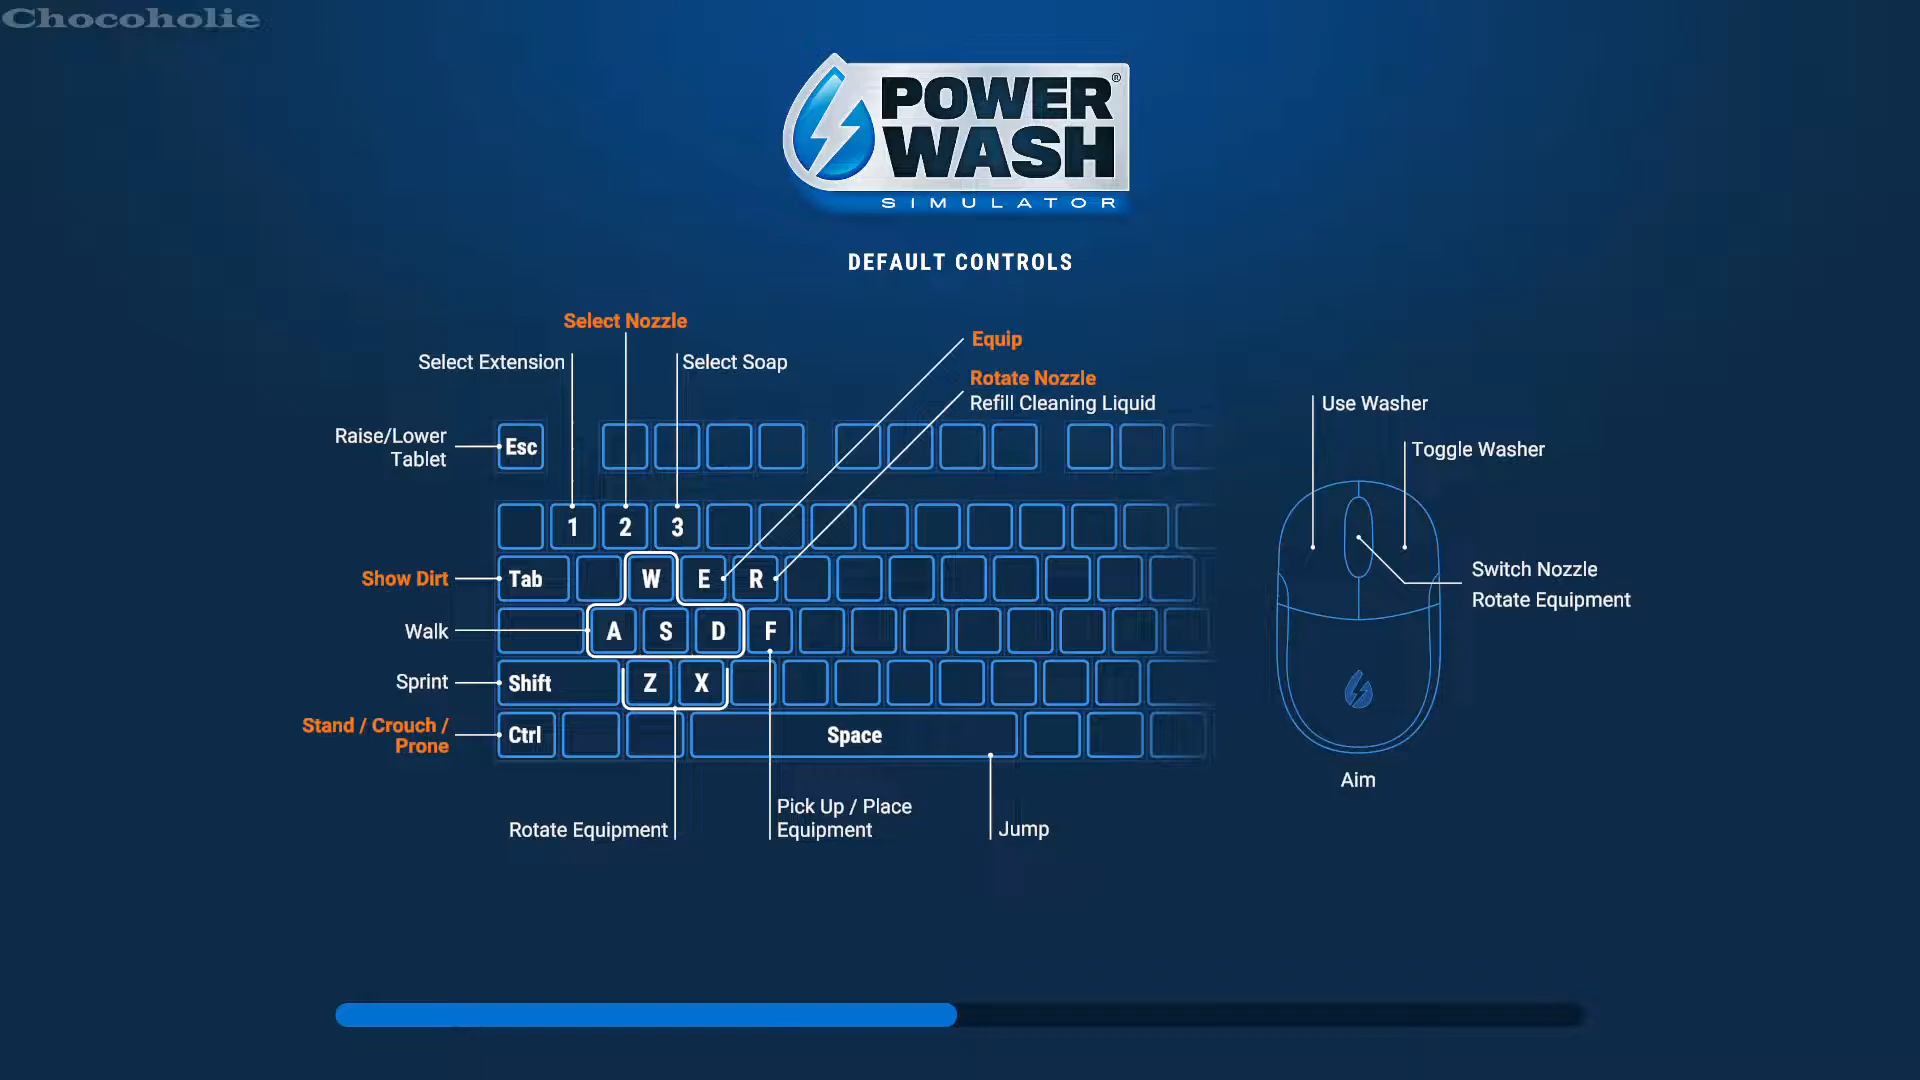 Chocoholie
POWER®
WASH
SIMULATOR
DEFAULT CONTROLS
Select Nozzle
Select Extension
Select Soap
Equip
Rotate Nozzle
Refill Cleaning Liquid
Use Washer
Toggle Washer
Raise/Lower
Tablet
Esc
1 2 3
Show Dirt
Tab W E R
Switch Nozzle
Rotate Equipment
Walk
A S D F
Sprint
Shift Z X
Stand / Crouch /
Prone
Ctrl Space
Aim
Rotate Equipment
Pick Up / Place
Equipment
Jump